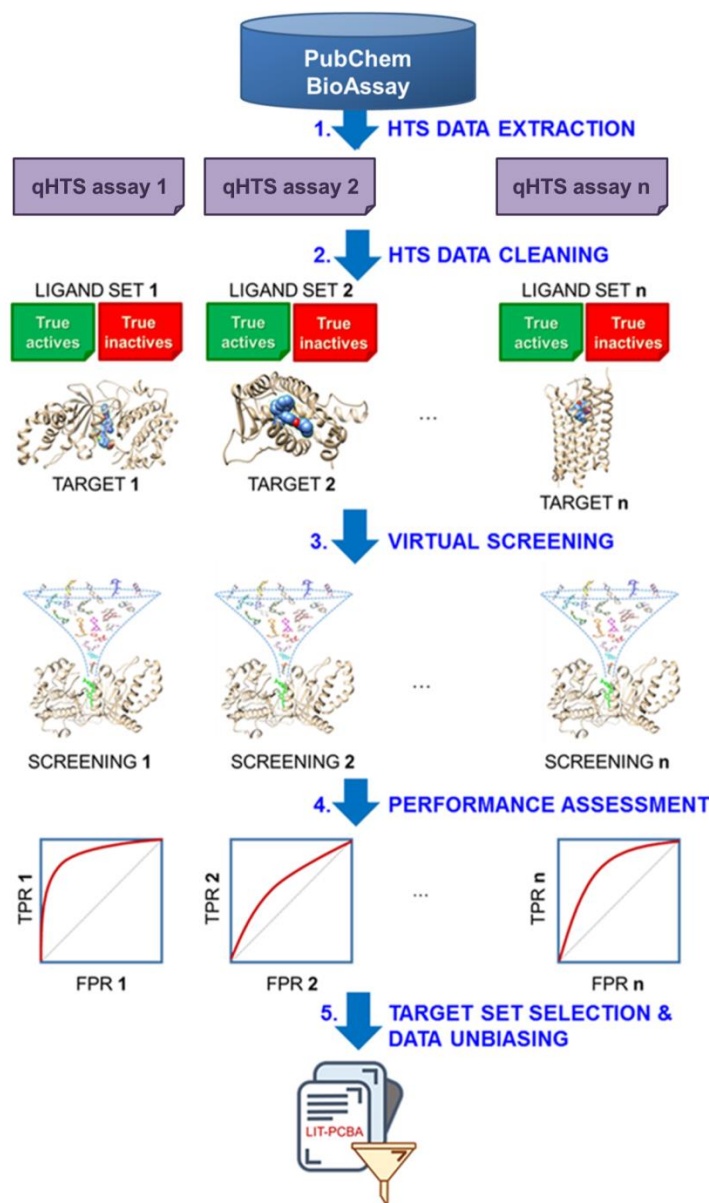 PubChem
BioAssay
1. HTS DATA EXTRACTION
qHTS assay 1
qHTS assay 2
qHTS assay n
2. HTS DATA CLEANING
LIGAND SET 1
LIGAND SET 2
LIGAND SET n
True
actives
True
inactives
True
actives
True
inactives
True
actives
True
inactives
...
TARGET 1
TARGET 2
TARGET n
3. VIRTUAL SCREENING
...
SCREENING 1
SCREENING 2
SCREENING n
4. PERFORMANCE ASSESSMENT
TPR 1
TPR 2
...
TPR n
FPR 1
FPR 2
FPR n
5. TARGET SET SELECTION &
DATA UNBIASING
LIT-PCBA